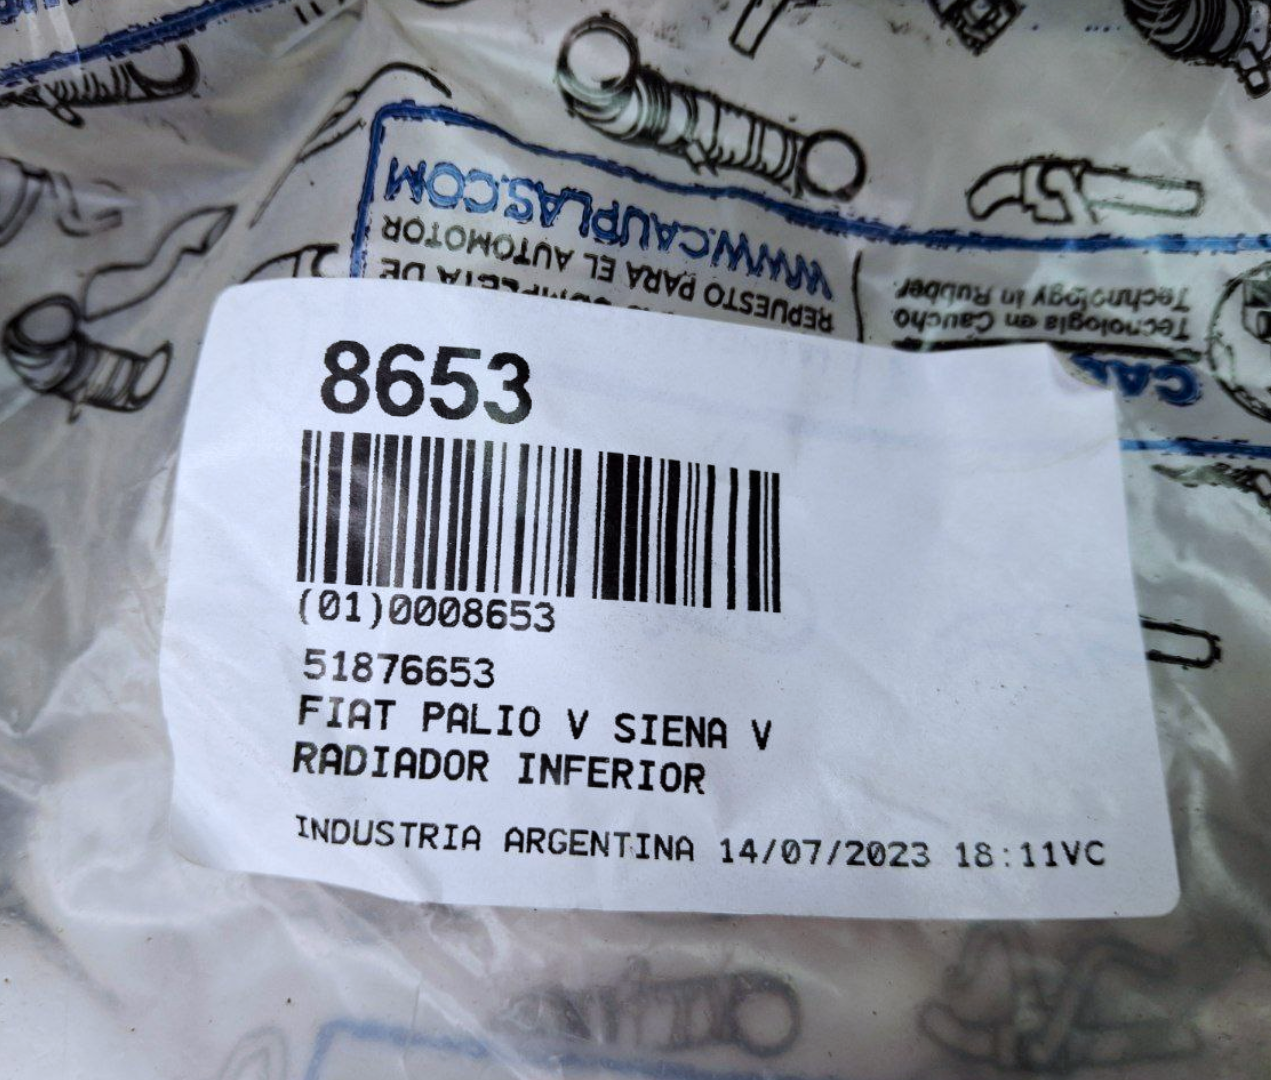 8653
(01)0008653
51876653
FIAT PALIO V SIENA V
RADIADOR INFERIOR
INDUSTRIA ARGENTINA 14/07/2023 18:11VC
Tecnología en Caucho
Technology in Rubber.
REPUESTO PARA EL AUTOMOTOR
WWW.CAUPLAS.COM